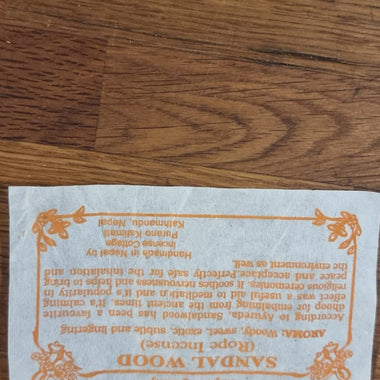 SANDAL WOOD
(Rope Incense)
AROMA: Woody, sweet, exotic, and subtle and lingering
According to Ayurveda, Sandalwood has been a favourite
dhoop for embalming from the ancient times. It's calming
effect was a useful aid to meditation and it's popularity in
religious ceremonies. It soothes nervousness and helps to bring
peace and acceptance. Perfectly safe for the inhalation and
the environment as well.
Handmade in Nepal by
Incense Cottage
Purano Kalimati
Kathmandu, Nepal